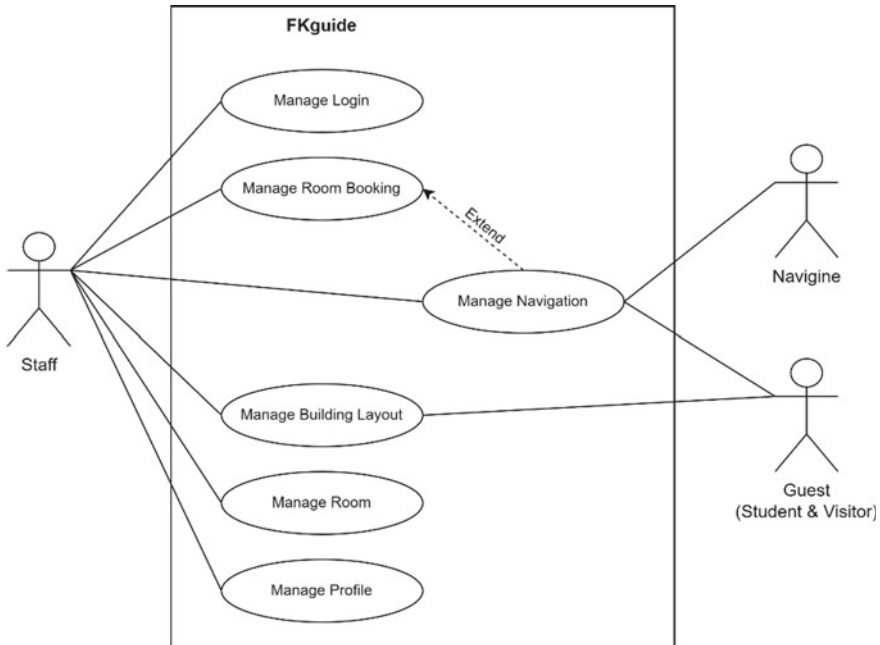 FKguide
Manage Login
Manage Room Booking
Extend
Manage Navigation
Navigine
Staff
Manage Building Layout
Guest
(Student & Visitor)
Manage Room
Manage Profile